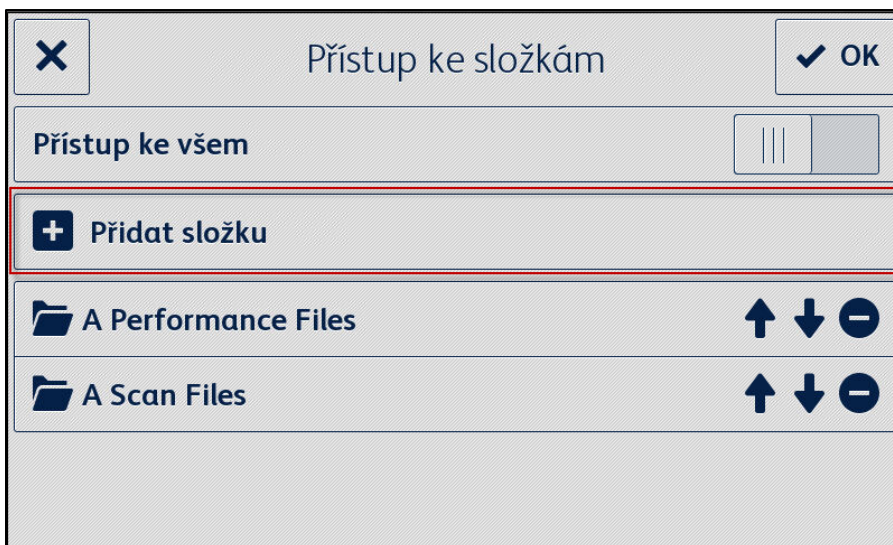 Přístup ke složkám
OK
Přístup ke všem
Přidat složku
A Performance Files
A Scan Files